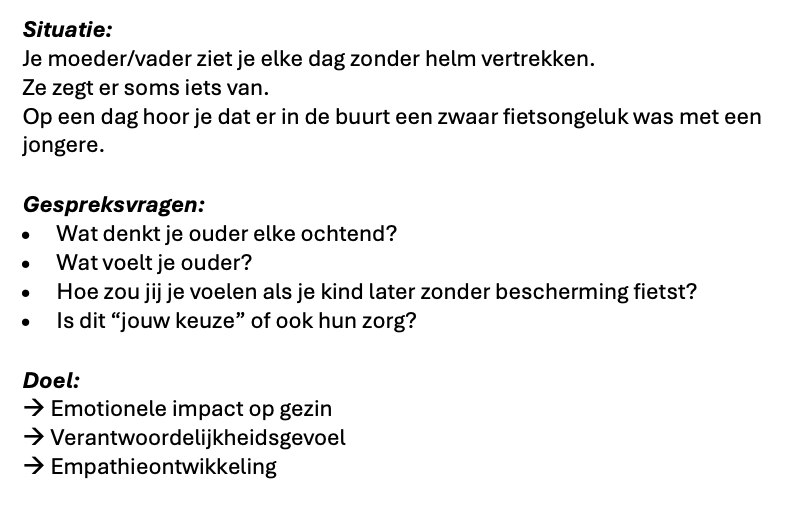 Situatie:
Je moeder/vader ziet je elke dag zonder helm vertrekken.
Ze zegt er soms iets van.
Op een dag hoor je dat er in de buurt een zwaar fietsongeluk was met een
jongere.
Gespreksvragen:
• Wat denkt je ouder elke ochtend?
• Wat voelt je ouder?
• Hoe zou jij je voelen als je kind later zonder bescherming fietst?
• Is dit “jouw keuze” of ook hun zorg?
Doel:
→ Emotionele impact op gezin
→ Verantwoordelijkheidsgevoel
→ Empathieontwikkeling